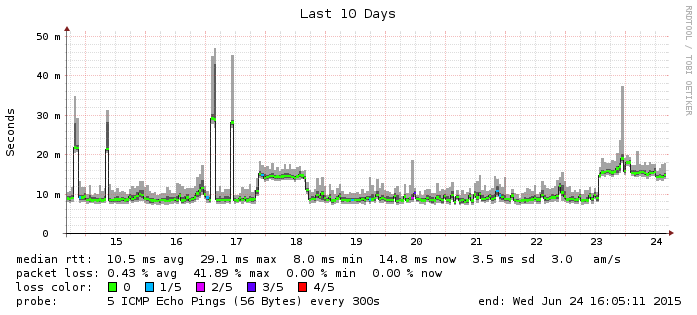 Last 10 Days
RRDTOOL / TOBI OETIKER
Seconds
50 m
40 m
30 m
20 m
10 m
0
15 16 17 18 19 20 21 22 23 24
median rtt: 10.5 ms avg 29.1 ms max 8.0 ms min 14.8 ms now 3.5 ms sd 3.0 am/s
packet loss: 0.43 % avg 41.89 % max 0.00 % min 0.00 % now
loss color: 0 1/5 2/5 3/5 4/5
probe: 5 ICMP Echo Pings (56 Bytes) every 300s end: Wed Jun 24 16:05:11 2015